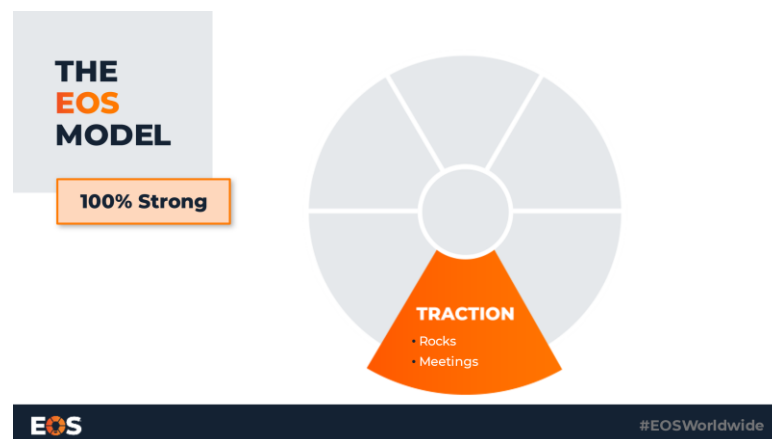 THE
EOS
MODEL
100% Strong
TRACTION
• Rocks
• Meetings
EOS
#EOSWorldwide